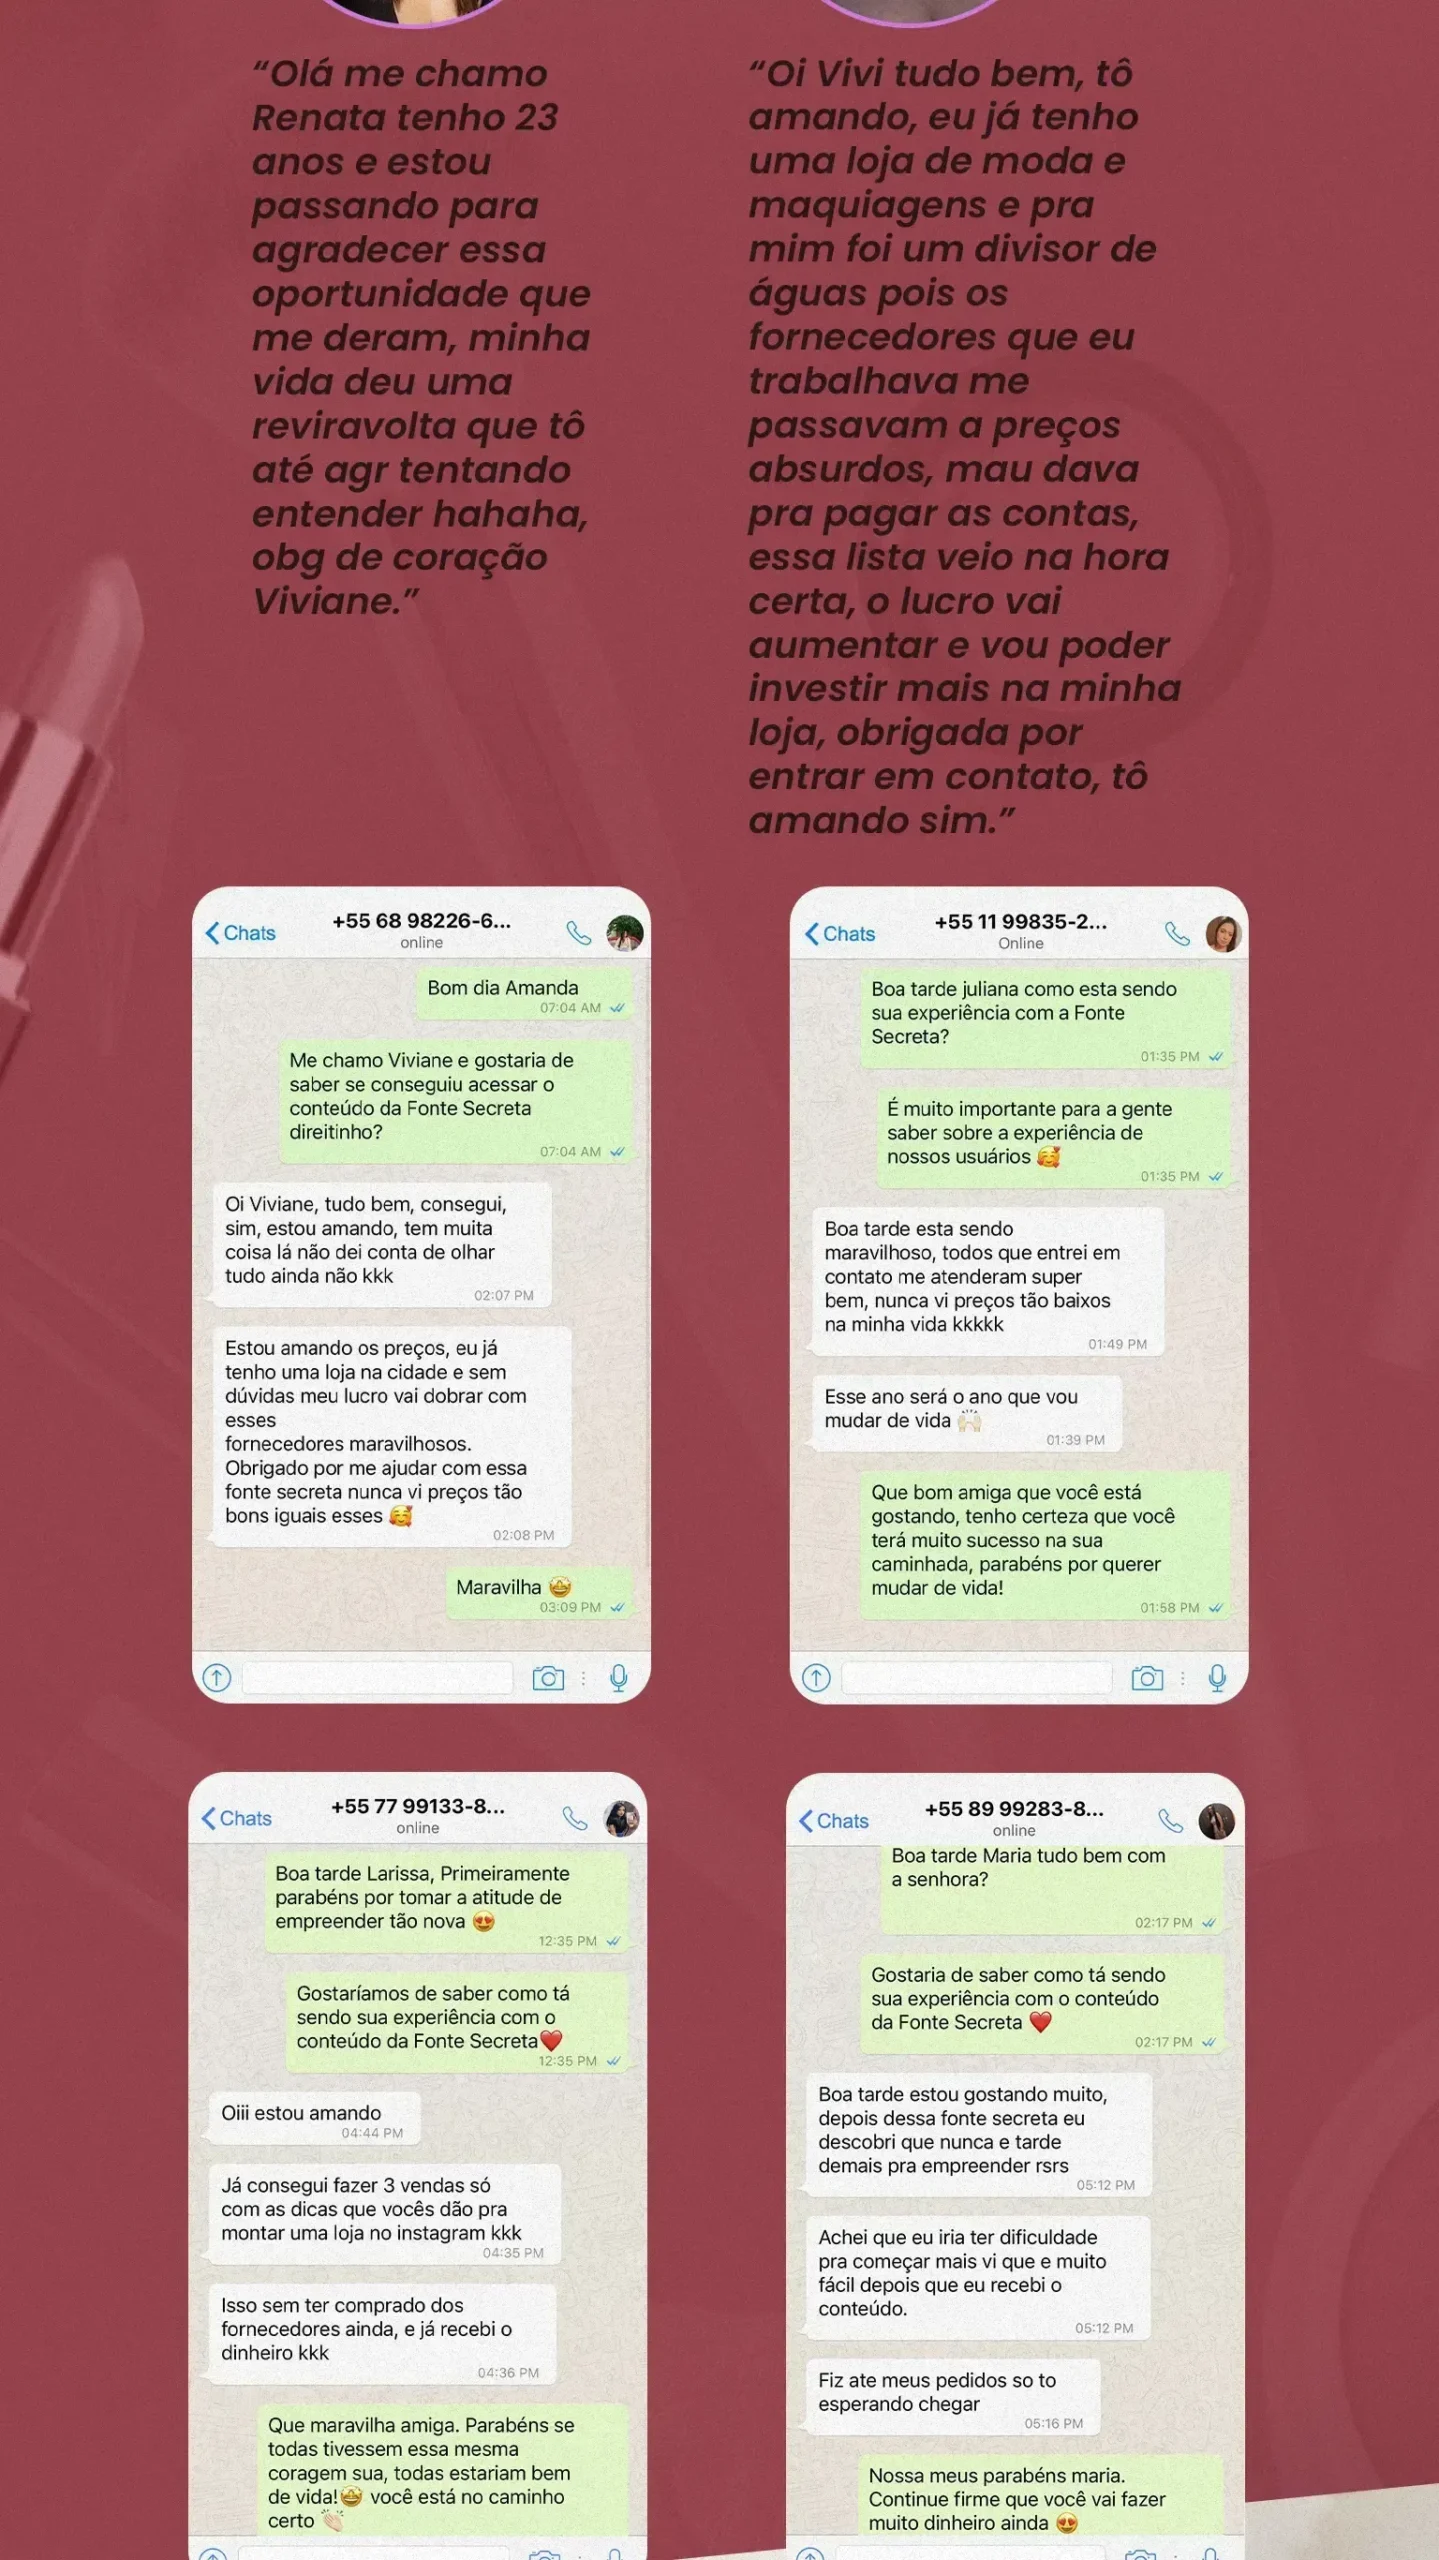 “Olá me chamo
Renata tenho 23
anos e estou
passando para
agradecer essa
oportunidade que
me deram, minha
vida deu uma
reviravolta que tô
até agr tentando
entender hahaha,
obg de coração
Viviane.”
“Oi Vivi tudo bem, tô
amando, eu já tenho
uma loja de moda e
maquiagens e pra
mim foi um divisor de
águas pois os
fornecedores que eu
trabalhava me
passavam a preços
absurdos, mau dava
pra pagar as contas,
essa lista veio na hora
certa, o lucro vai
aumentar e vou poder
investir mais na minha
loja, obrigada por
entrar em contato, tô
amando sim.”
Chats
+55 68 98226-6...
online
Bom dia Amanda
07:04 AM
Me chamo Viviane e gostaria de
saber se conseguiu acessar o
conteúdo da Fonte Secreta
direitinho?
07:04 AM
Oi Viviane, tudo bem, consegui,
sim, estou amando, tem muita
coisa lá não dei conta de olhar
tudo ainda não kkk
02:07 PM
Estou amando os preços, eu já
tenho uma loja na cidade e sem
dúvidas meu lucro vai dobrar com
esses
fornecedores maravilhosos.
Obrigado por me ajudar com essa
fonte secreta nunca vi preços tão
bons iguais esses 🥰
02:08 PM
Maravilha 🤩
03:09 PM
Chats
+55 11 99835-2...
Online
Boa tarde juliana como esta sendo
sua experiência com a Fonte
Secreta?
01:35 PM
É muito importante para a gente
saber sobre a experiência de
nossos usuários 🥰
01:35 PM
Boa tarde esta sendo
maravilhoso, todos que entrei em
contato me atenderam super
bem, nunca vi preços tão baixos
na minha vida kkkkk
01:49 PM
Esse ano será o ano que vou
mudar de vida 🙌🏻
01:39 PM
Que bom amiga que você está
gostando, tenho certeza que você
terá muito sucesso na sua
caminhada, parabéns por querer
mudar de vida!
01:58 PM
Chats
+55 77 99133-8...
online
Boa tarde Larissa, Primeiramente
parabéns por tomar a atitude de
empreender tão nova 😍
12:35 PM
Gostaríamos de saber como tá
sendo sua experiência com o
conteúdo da Fonte Secreta❤️
12:35 PM
Oiii estou amando
04:44 PM
Já consegui fazer 3 vendas só
com as dicas que vocês dão pra
montar uma loja no instagram kkk
04:35 PM
Isso sem ter comprado dos
fornecedores ainda, e já recebi o
dinheiro kkk
04:36 PM
Que maravilha amiga. Parabéns se
todas tivessem essa mesma
coragem sua, todas estariam bem
de vida!🤩 você está no caminho
certo 👏🏻
Chats
+55 89 99283-8...
online
Boa tarde Maria tudo bem com
a senhora?
02:17 PM
Gostaria de saber como tá sendo
sua experiência com o conteúdo
da Fonte Secreta ❤️
02:17 PM
Boa tarde estou gostando muito,
depois dessa fonte secreta eu
descobri que nunca e tarde
demais pra empreender rsrs
05:12 PM
Achei que eu iria ter dificuldade
pra começar mais vi que e muito
fácil depois que eu recebi o
conteúdo.
05:12 PM
Fiz ate meus pedidos so to
esperando chegar
05:16 PM
Nossa meus parabéns maria.
Continue firme que você vai fazer
muito dinheiro ainda 😍